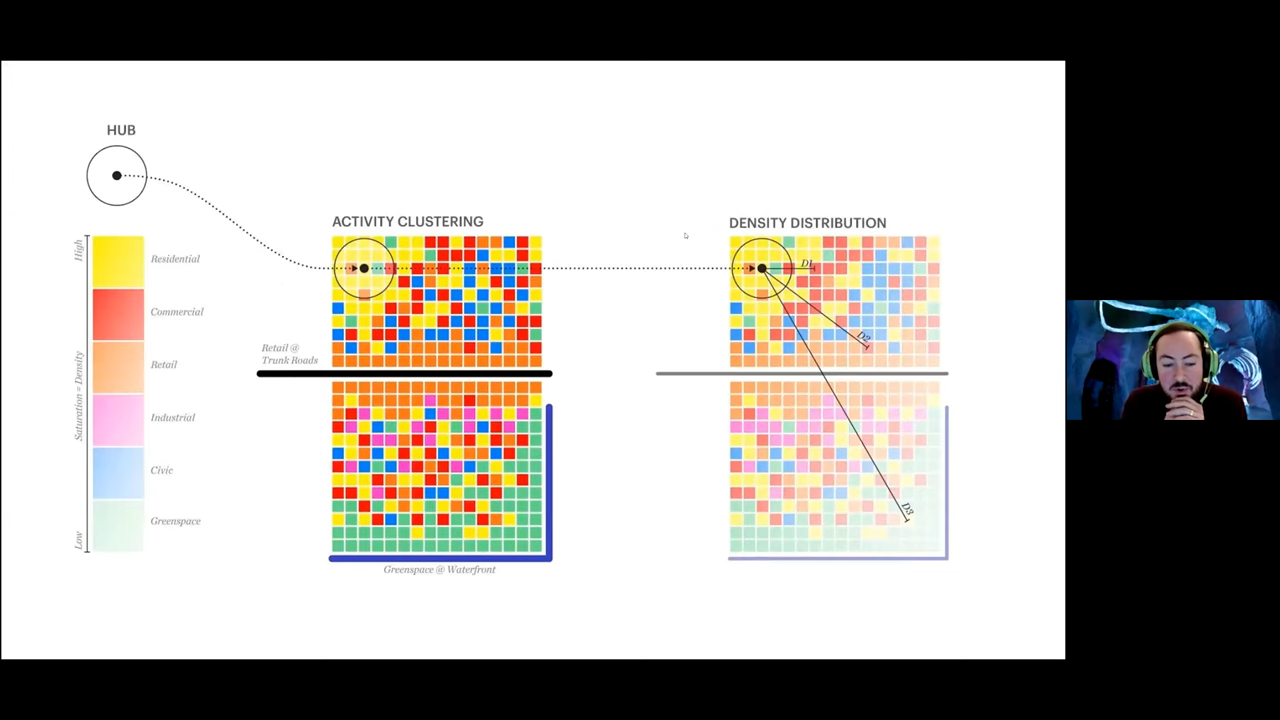 HUB
ACTIVITY CLUSTERING
DENSITY DISTRIBUTION
High
Saturation = Density
Low
Residential
Commercial
Retail
Industrial
Civic
Greenspace
Retail @
Trunk Roads
Greenspace @ Waterfront
D1
D2
D3